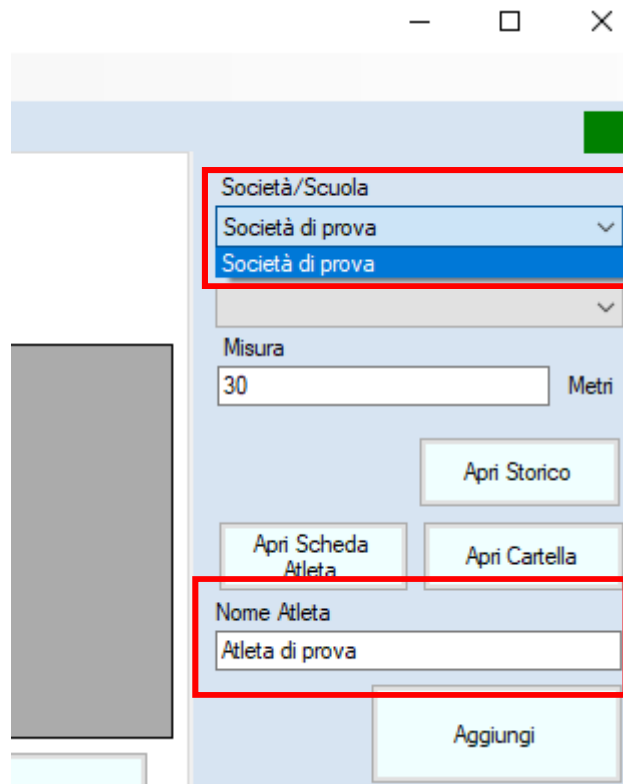 Società/Scuola
Società di prova
Società di prova
Misura
30
Metri
Apri Storico
Apri Scheda
Atleta
Apri Cartella
Nome Atleta
Atleta di prova
Aggiungi